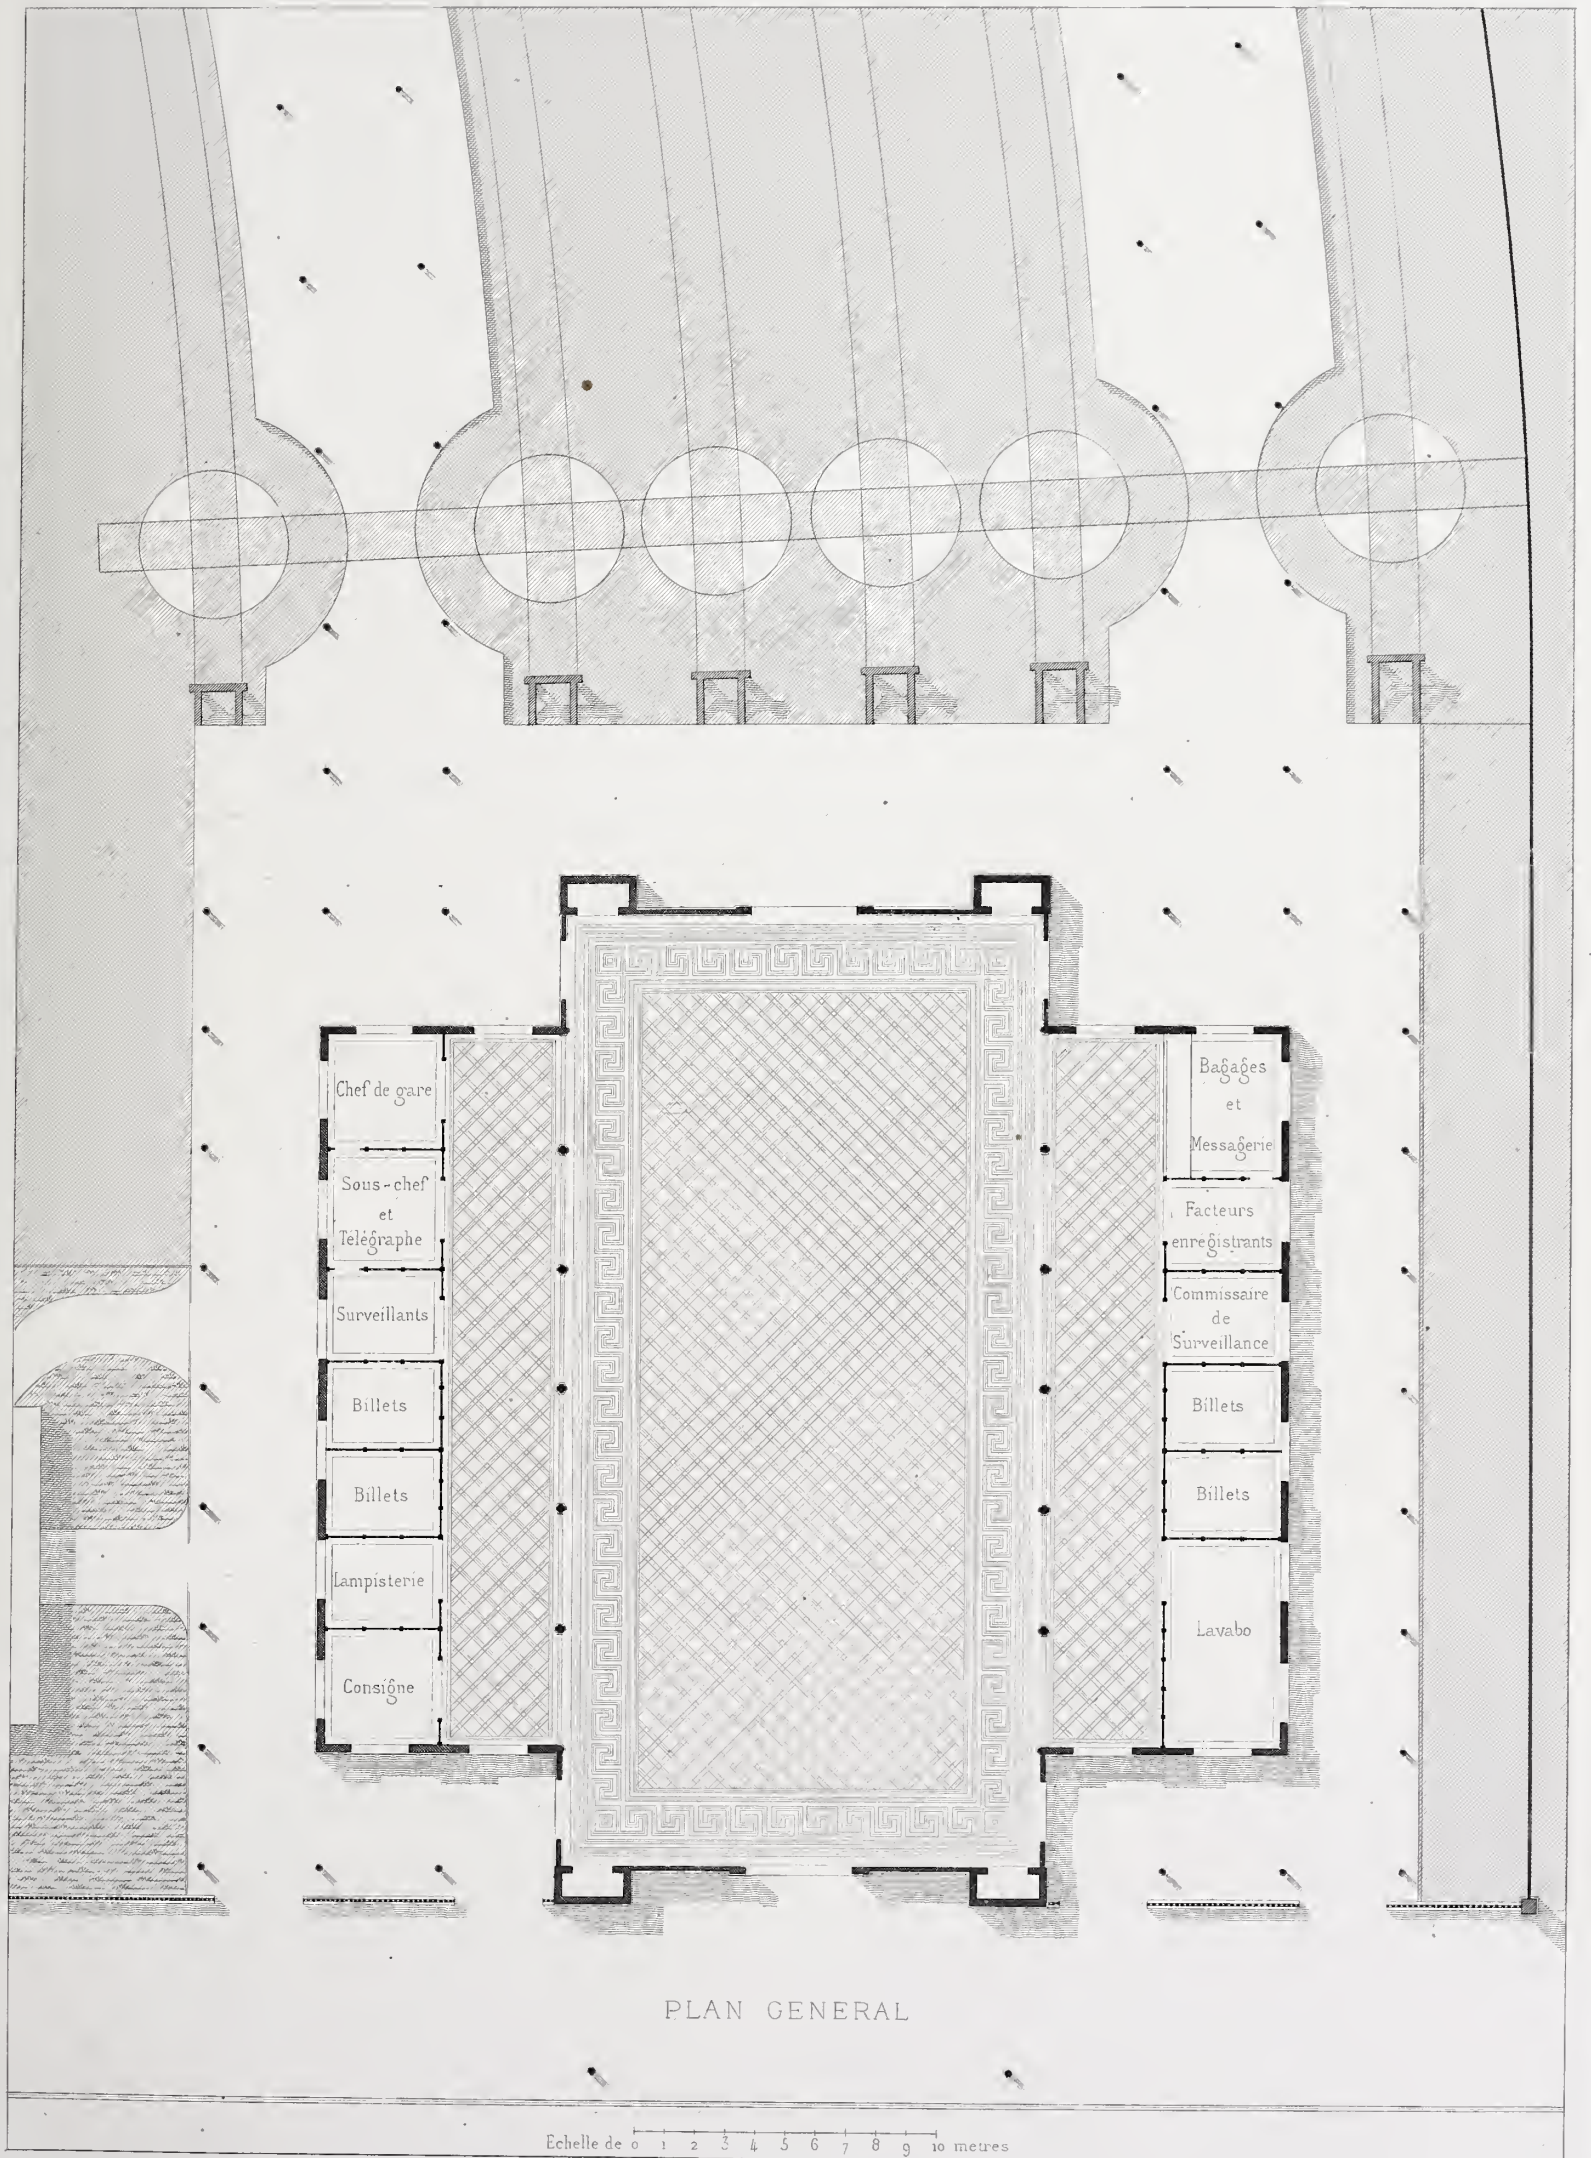 Chef de gare
Sous-chef
et
Télégraphe
Surveillants
Billets
Billets
Lampisterie
Consigne
Bagages
et
Messagerie
Facteurs
enregistrants
Commissaire
de
Surveillance
Billets
Billets
Lavabo
PLAN GENERAL
Echelle de 0 1 2 3 4 5 6 7 8 9 10 metres